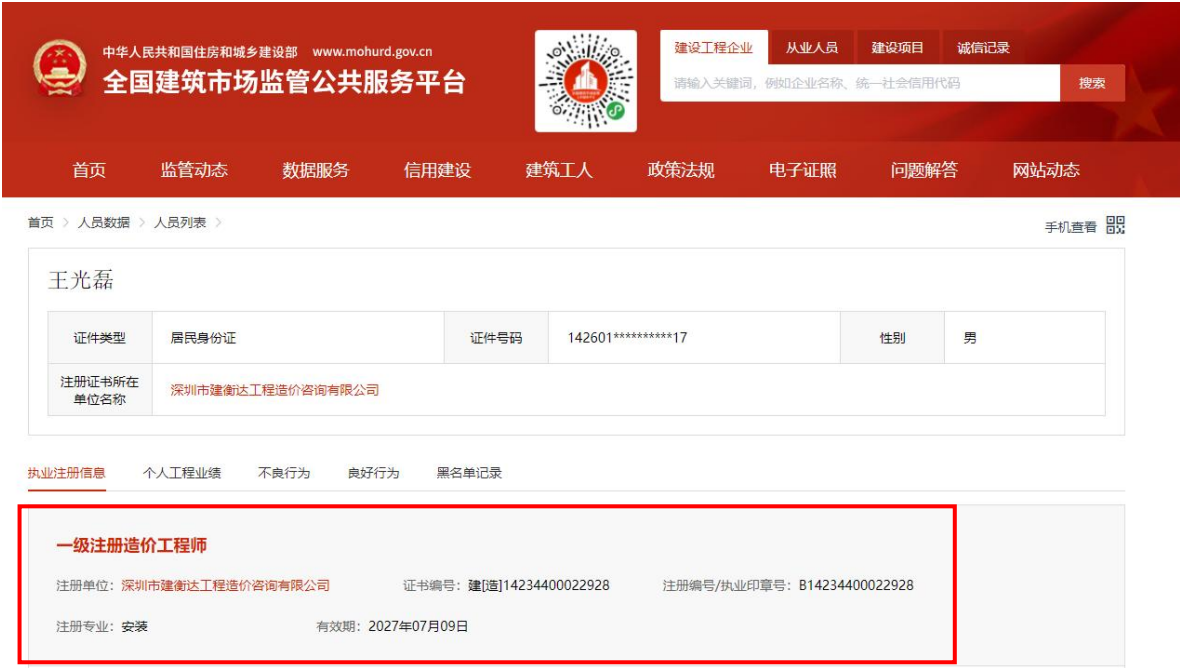 中华人民共和国住房和城乡建设部 www.mohurd.gov.cn
全国建筑市场监管公共服务平台
建设工程企业 从业人员 建设项目 诚信记录
请输入关键词，例如企业名称、统一社会信用代码 搜索
首页 监管动态 数据服务 信用建设 建筑工人 政策法规 电子证照 问题解答 网站动态
首页 > 人员数据 > 人员列表 >
手机查看
王光磊
证件类型 居民身份证 证件号码 142601**********17 性别 男
注册证书所在
单位名称
深圳市建衡达工程造价咨询有限公司
执业注册信息 个人工程业绩 不良行为 良好行为 黑名单记录
一级注册造价工程师
注册单位：深圳市建衡达工程造价咨询有限公司 证书编号：建[造]14234400022928 注册编号/执业印章号：B14234400022928
注册专业：安装 有效期：2027年07月09日